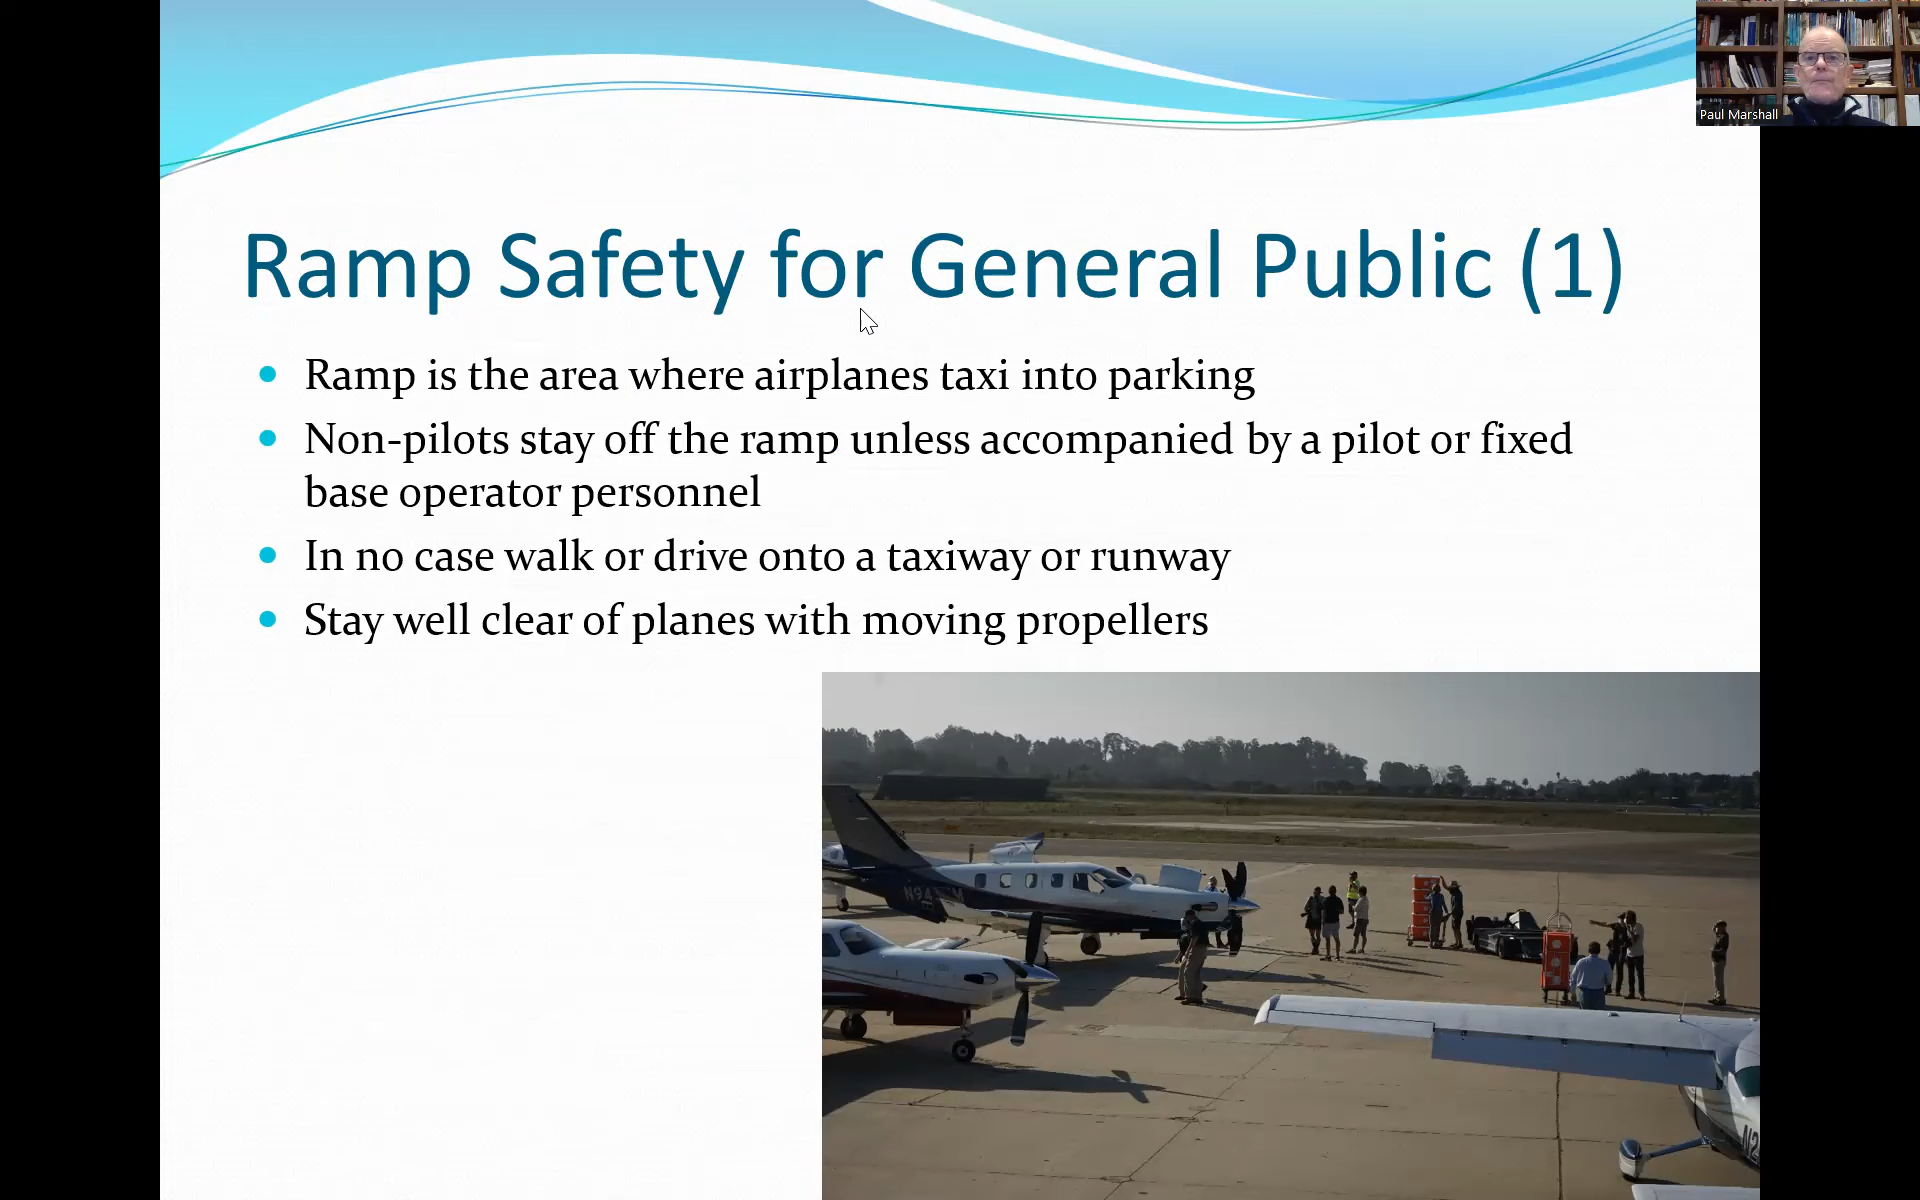 Paul Marshall
Ramp Safety for General Public (1)
Ramp is the area where airplanes taxi into parking
Non-pilots stay off the ramp unless accompanied by a pilot or fixed
base operator personnel
In no case walk or drive onto a taxiway or runway
Stay well clear of planes with moving propellers